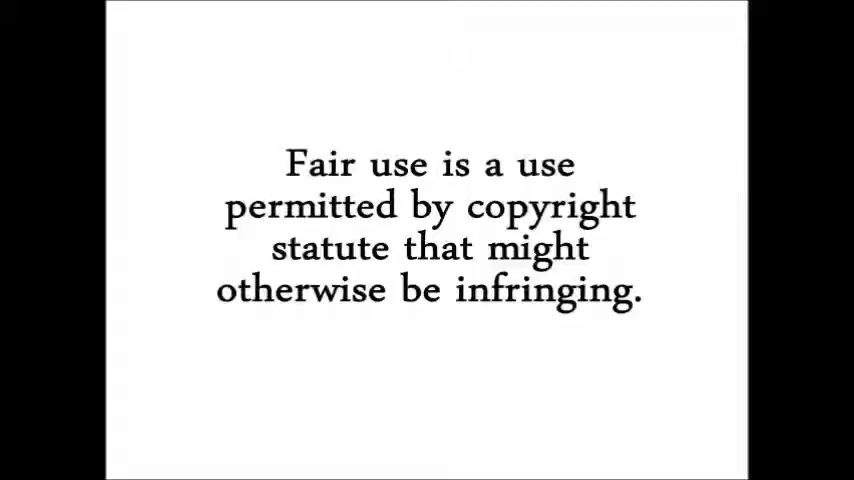 Fair use is a use
permitted by copyright
statute that might
otherwise be infringing.